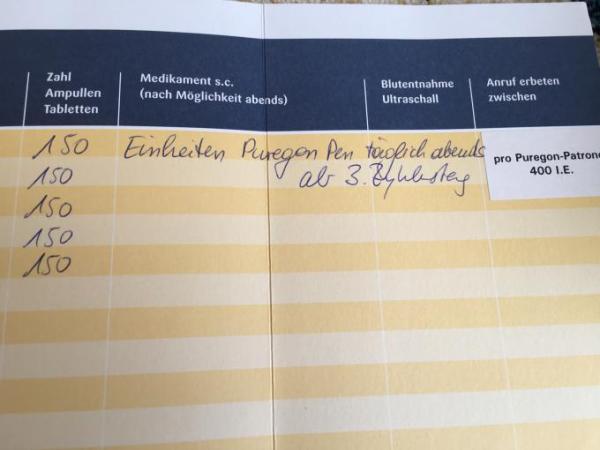 Zahl
Ampullen
Tabletten
Medikament s.c.
(nach Möglichkeit abends)
Blutentnahme
Ultraschall
Anruf erbeten
zwischen
150 Einheiten Puregon Pen täglich abends
pro Puregon-Patrone
400 I.E.
150 ab 3. Zyklustag
150
150
150